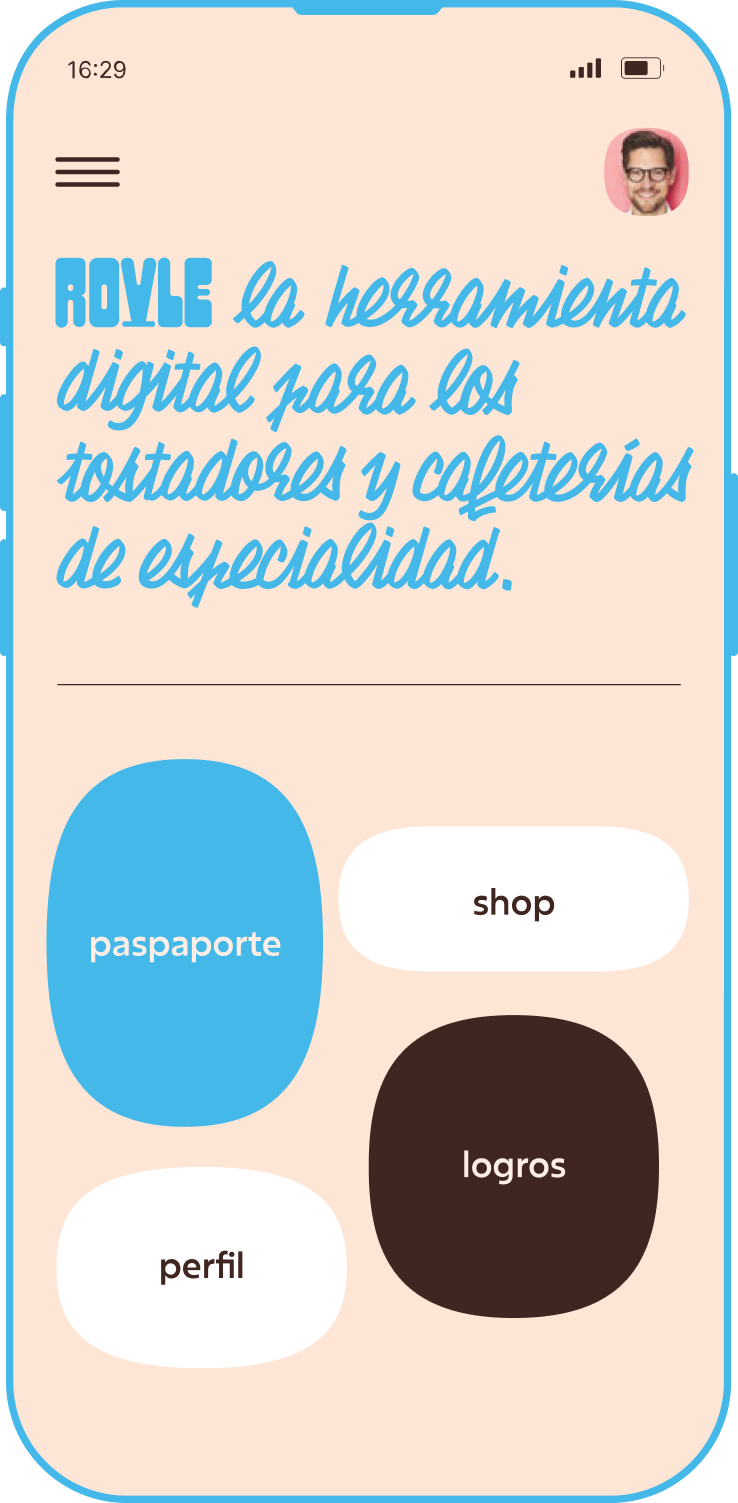 16:29
ROVLE la herramienta
digital para los
tostadores y cafeterías
de especialidad.
paspaporte
shop
logros
perfil